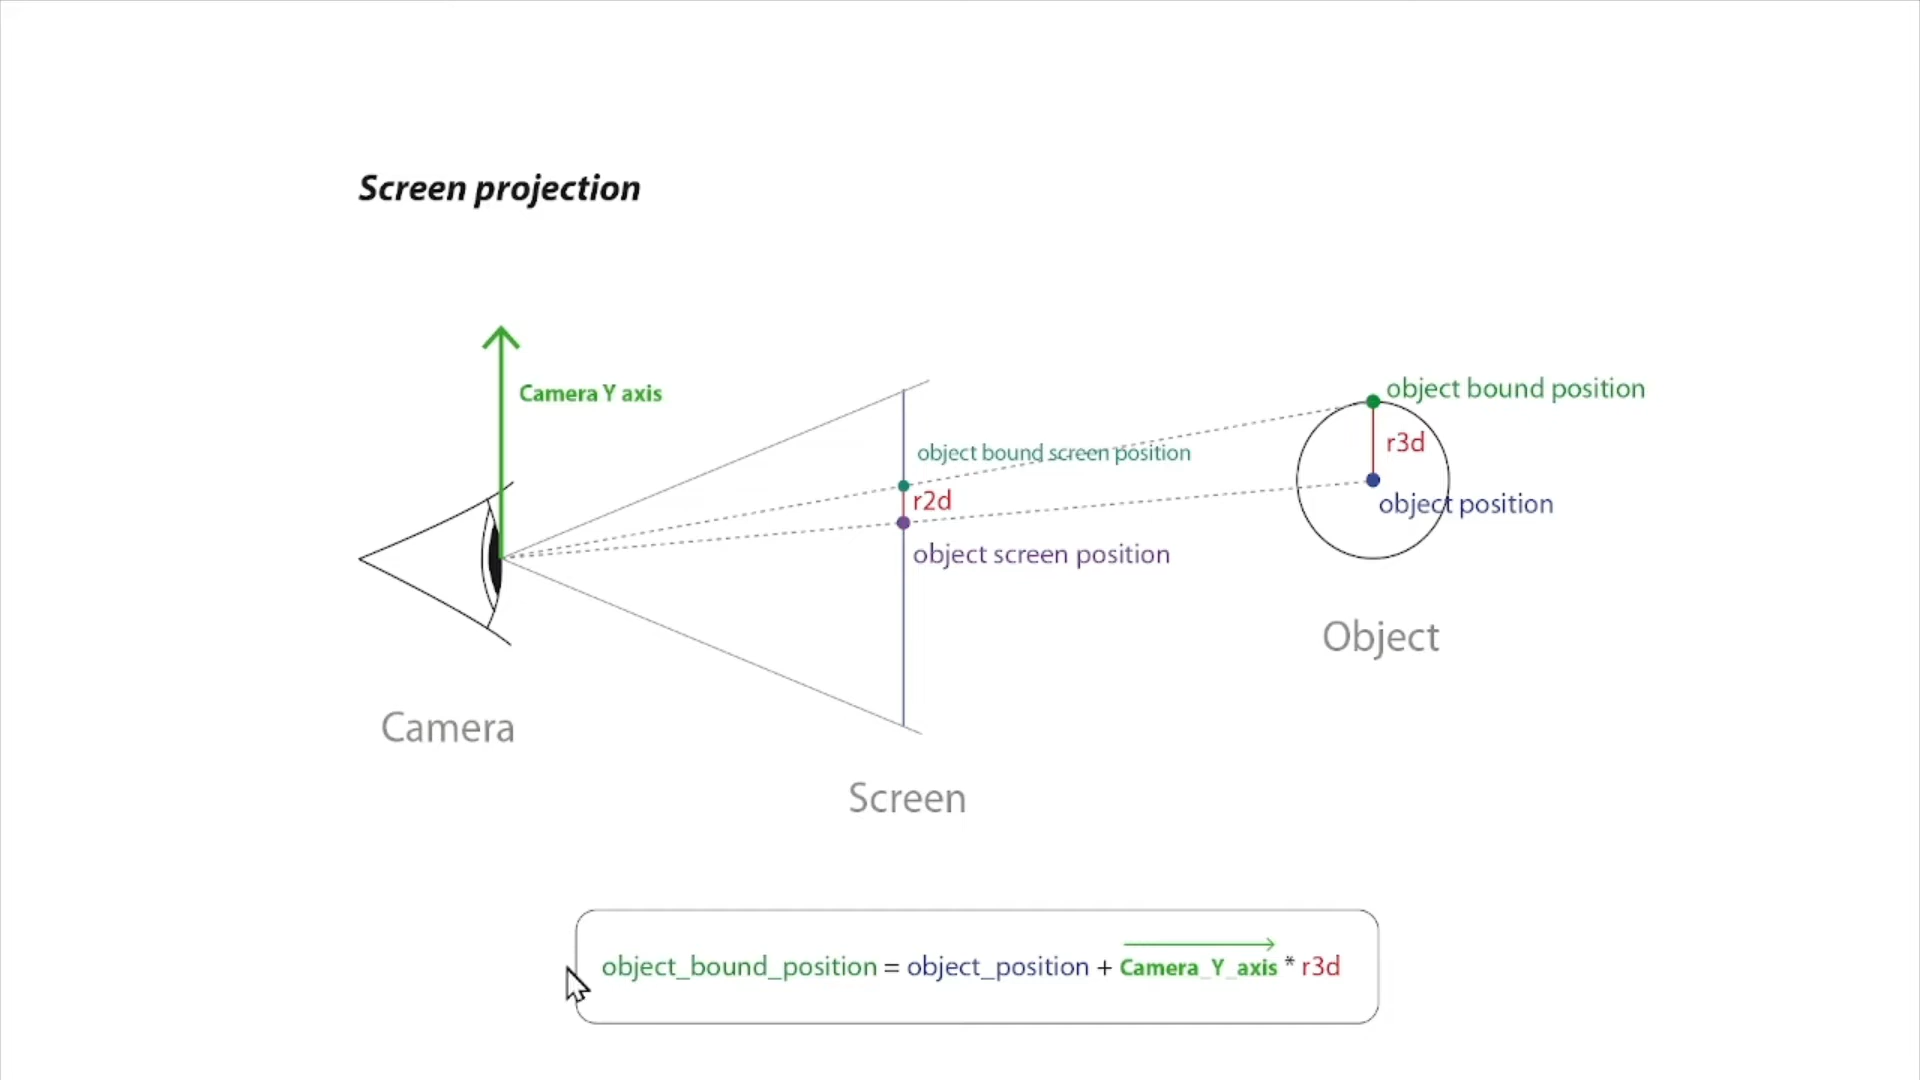 Screen projection
Camera Y axis
object bound position
r3d
object bound screen position
r2d
object position
object screen position
Object
Camera
Screen
object_bound_position = object_position + Camera_Y_axis * r3d